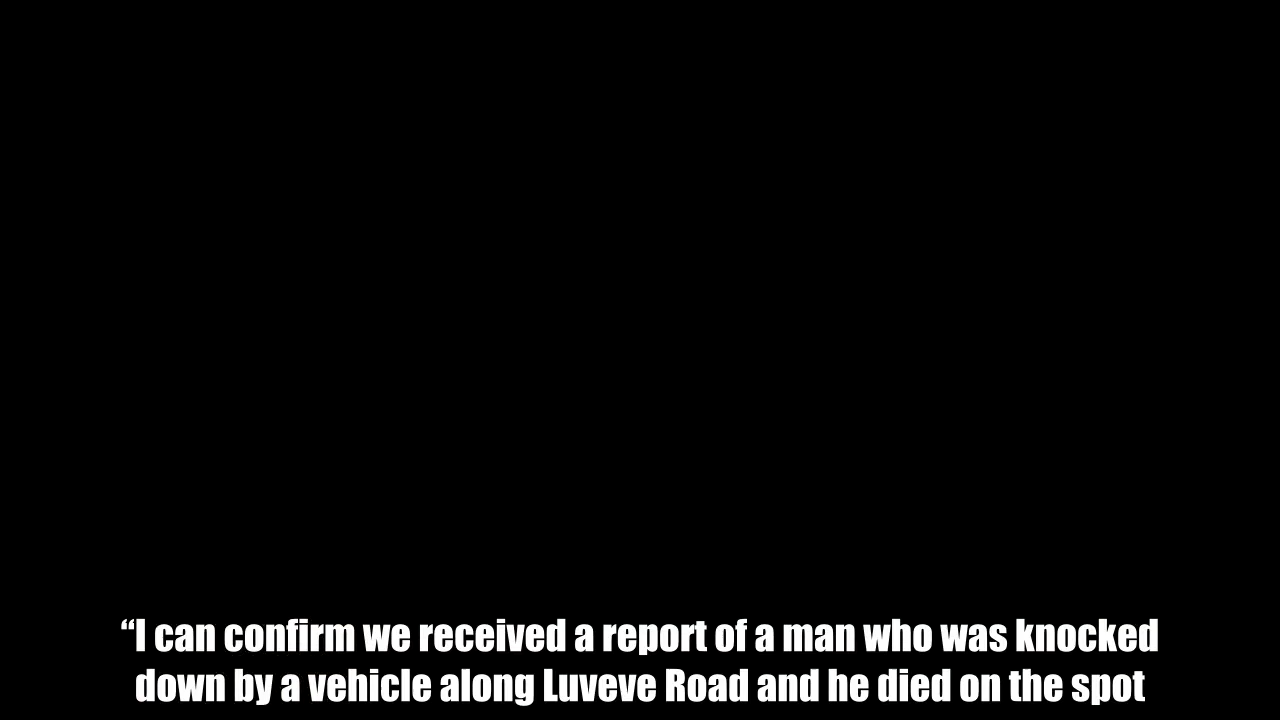 “I can confirm we received a report of a man who was knocked
down by a vehicle along Luveve Road and he died on the spot